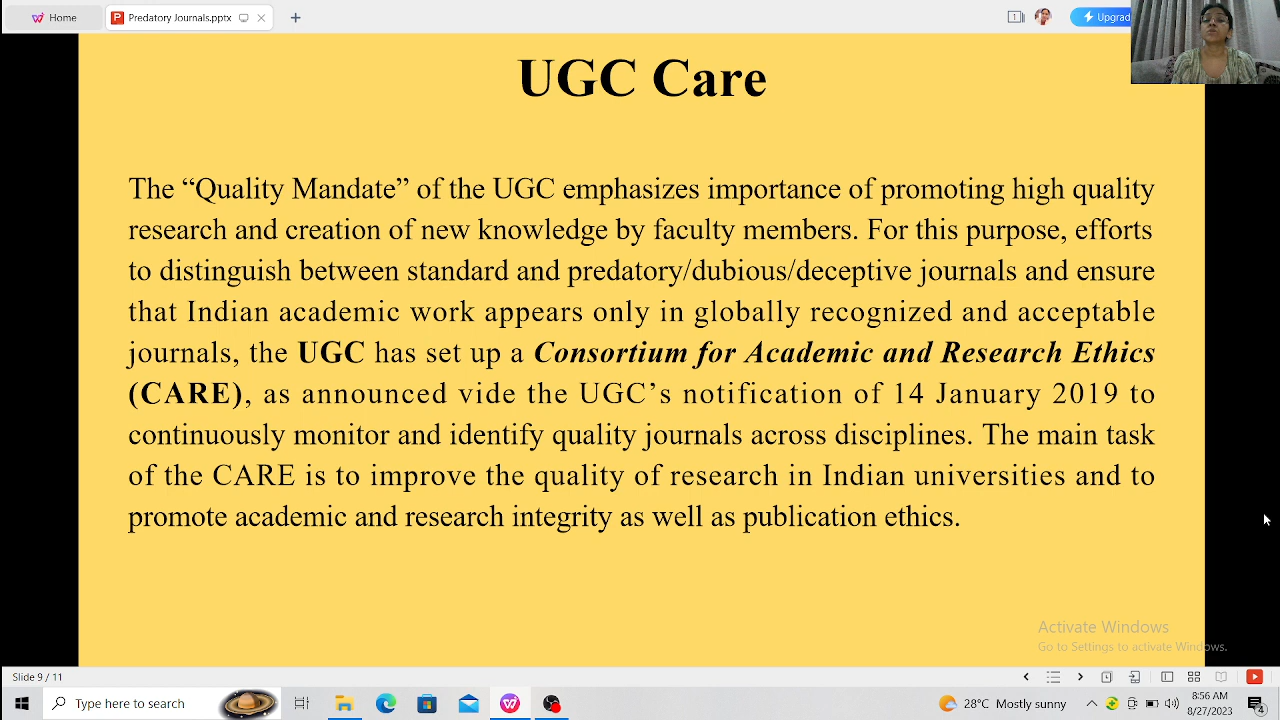 Home
Predatory Journals.pptx
1
Upgrad
UGC Care
The “Quality Mandate” of the UGC emphasizes importance of promoting high quality
research and creation of new knowledge by faculty members. For this purpose, efforts
to distinguish between standard and predatory/dubious/deceptive journals and ensure
that Indian academic work appears only in globally recognized and acceptable
journals, the UGC has set up a Consortium for Academic and Research Ethics
(CARE), as announced vide the UGC’s notification of 14 January 2019 to
continuously monitor and identify quality journals across disciplines. The main task
of the CARE is to improve the quality of research in Indian universities and to
promote academic and research integrity as well as publication ethics.
Activate Windows
Go to Settings to activate Windows.
Slide 9 / 11
Type here to search
28°C Mostly sunny
8:56 AM
8/27/2023
4